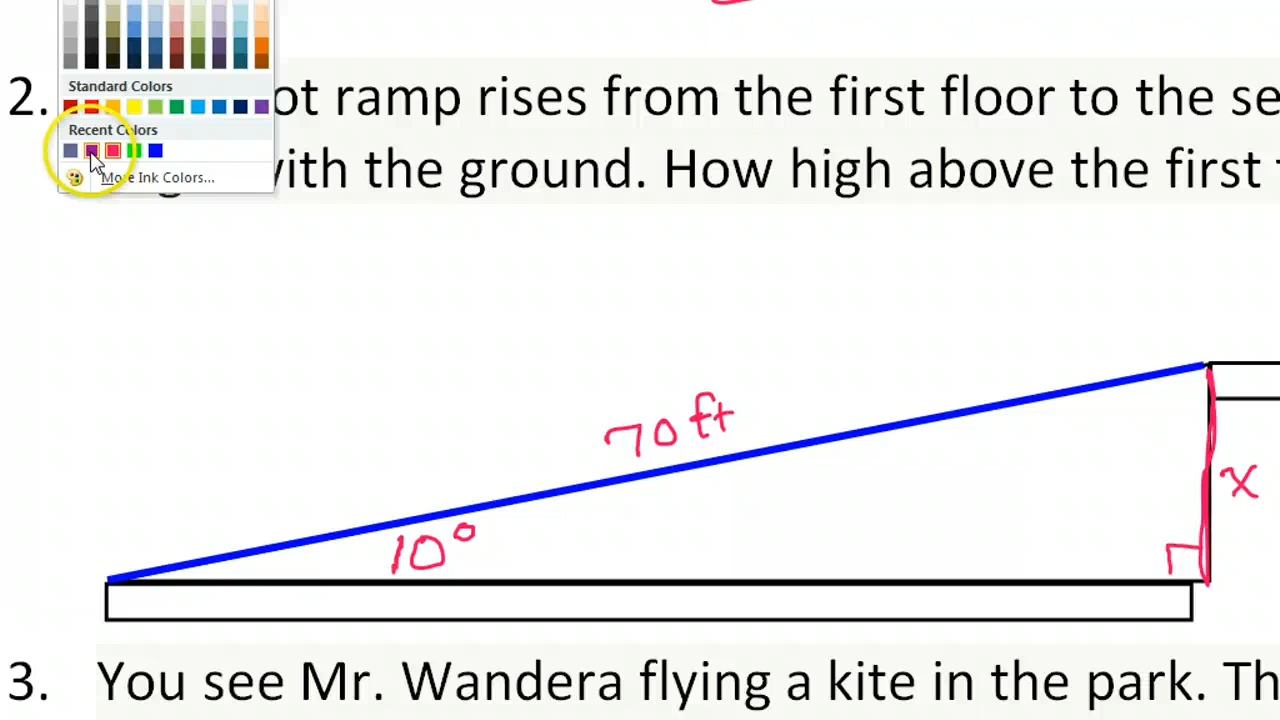 Standard Colors
2. ot ramp rises from the first floor to the se
Recent Colors
with the ground. How high above the first
More Ink Colors...
70 ft
x
10°
3. You see Mr. Wandera flying a kite in the park. Th